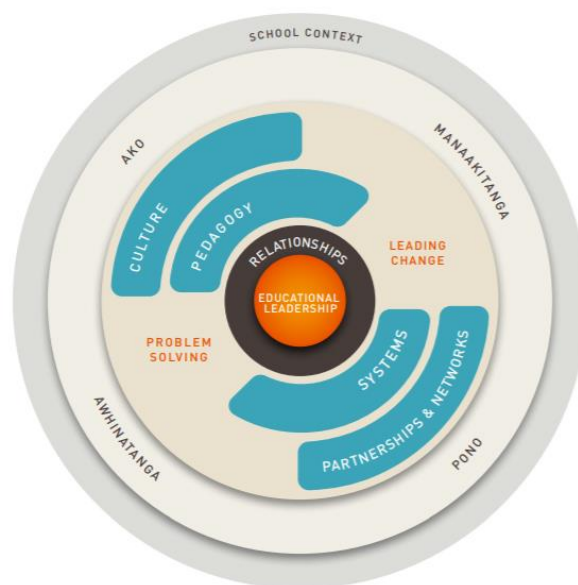 SCHOOL CONTEXT
AKO
MANAAKITANGA
CULTURE
PEDAGOGY
RELATIONSHIPS
EDUCATIONAL
LEADERSHIP
LEADING
CHANGE
PROBLEM
SOLVING
SYSTEMS
PARTNERSHIPS & NETWORKS
AWHINATANGA
PONO